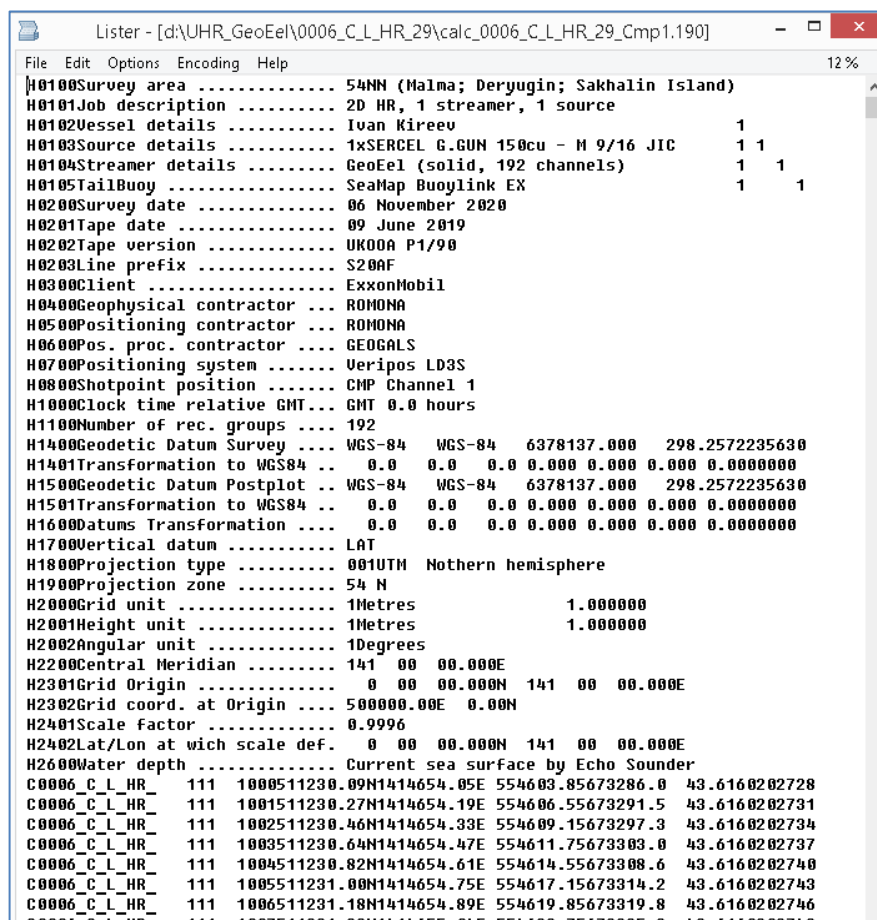 Lister - [d:\UHR_GeoEel\0006_C_L_HR_29\calc_0006_C_L_HR_29_Cmp1.190]
File Edit Options Encoding Help 12 %
H0100Survey area .............. 54NN (Malma; Deryugin; Sakhalin Island)
H0101Job description .......... 2D HR, 1 streamer, 1 source
H0102Vessel details ........... Ivan Kireev 1
H0103Source details ........... 1xSERCEL G.GUN 150cu - M 9/16 JIC 1 1
H0104Streamer details ......... GeoEel (solid, 192 channels) 1 1
H0105TailBuoy ................. SeaMap Buoylink EX 1 1
H0200Survey date .............. 06 November 2020
H0201Tape date ................ 09 June 2019
H0202Tape version ............. UKOOA P1/90
H0203Line prefix .............. S20AF
H0300Client ................... ExxonMobil
H0400Geophysical contractor ... ROMONA
H0500Positioning contractor ... ROMONA
H0600Pos. proc. contractor .... GEOGALS
H0700Positioning system ....... Veripos LD3S
H0800Shotpoint position ....... CMP Channel 1
H1000Clock time relative GMT... GMT 0.0 hours
H1100Number of rec. groups .... 192
H1400Geodetic Datum Survey .... WGS-84 WGS-84 6378137.000 298.2572235630
H1401Transformation to WGS84 .. 0.0 0.0 0.0 0.000 0.000 0.000 0.0000000
H1500Geodetic Datum Postplot .. WGS-84 WGS-84 6378137.000 298.2572235630
H1501Transformation to WGS84 .. 0.0 0.0 0.0 0.000 0.000 0.000 0.0000000
H1600Datums Transformation .... 0.0 0.0 0.0 0.000 0.000 0.000 0.0000000
H1700Vertical datum ........... LAT
H1800Projection type .......... 001UTM Nothern hemisphere
H1900Projection zone .......... 54 N
H2000Grid unit ................ 1Metres 1.000000
H2001Height unit .............. 1Metres 1.000000
H2002Angular unit ............. 1Degrees
H2200Central Meridian ......... 141 00 00.000E
H2301Grid Origin .............. 0 00 00.000N 141 00 00.000E
H2302Grid coord. at Origin .... 500000.00E 0.00N
H2401Scale factor ............. 0.9996
H2402Lat/Lon at wich scale def. 0 00 00.000N 141 00 00.000E
H2600Water depth .............. Current sea surface by Echo Sounder
C0006_C_L_HR_ 111 1000511230.09N1414654.05E 554603.85673286.0 43.6160202728
C0006_C_L_HR_ 111 1001511230.27N1414654.19E 554606.55673291.5 43.6160202731
C0006_C_L_HR_ 111 1002511230.46N1414654.33E 554609.15673297.3 43.6160202734
C0006_C_L_HR_ 111 1003511230.64N1414654.47E 554611.75673303.0 43.6160202737
C0006_C_L_HR_ 111 1004511230.82N1414654.61E 554614.55673308.6 43.6160202740
C0006_C_L_HR_ 111 1005511231.00N1414654.75E 554617.15673314.2 43.6160202743
C0006_C_L_HR_ 111 1006511231.18N1414654.89E 554619.85673319.8 43.6160202746